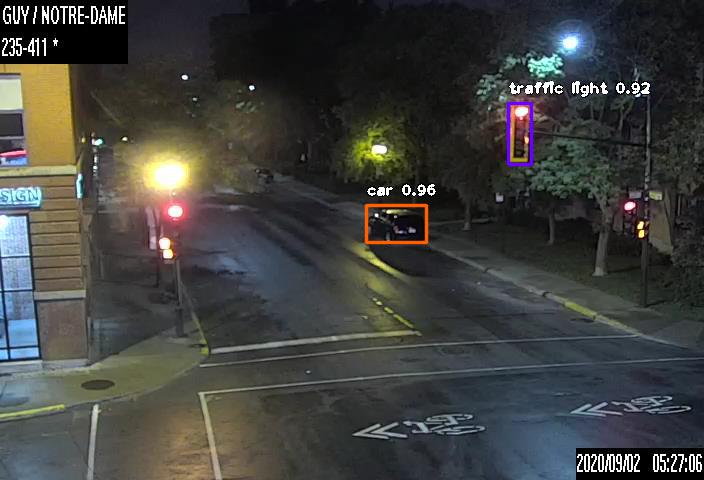 GUY / NOTRE-DAME
235-411 *
traffic light 0.92
car 0.96
SIGN
2020/09/02 05:27:06